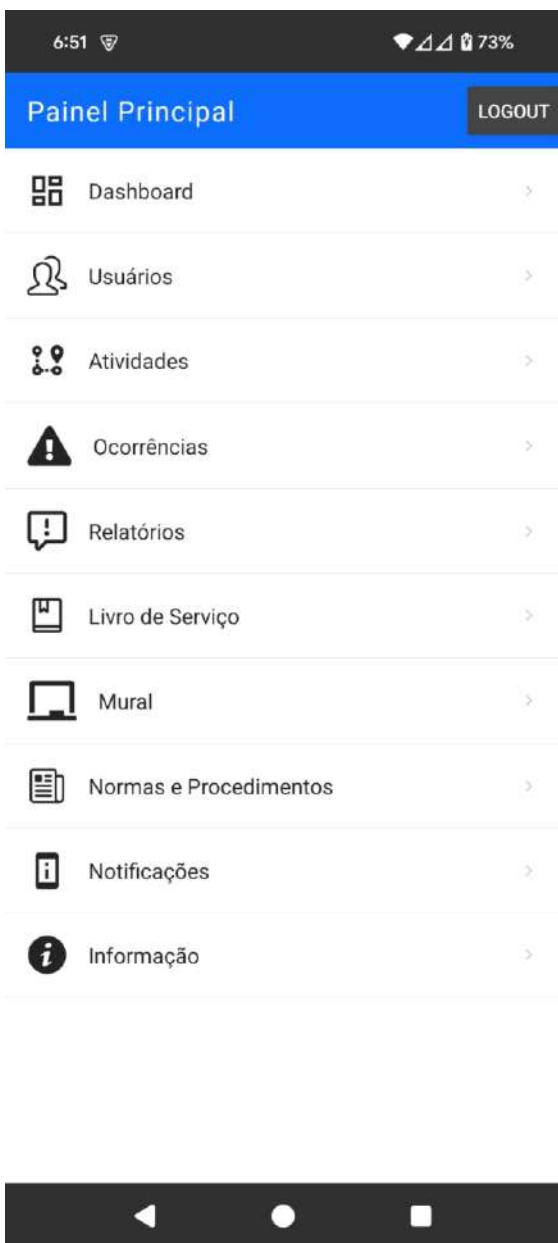 6:51 73%
Painel Principal LOGOUT
Dashboard
Usuários
Atividades
Ocorrências
Relatórios
Livro de Serviço
Mural
Normas e Procedimentos
Notificações
Informação